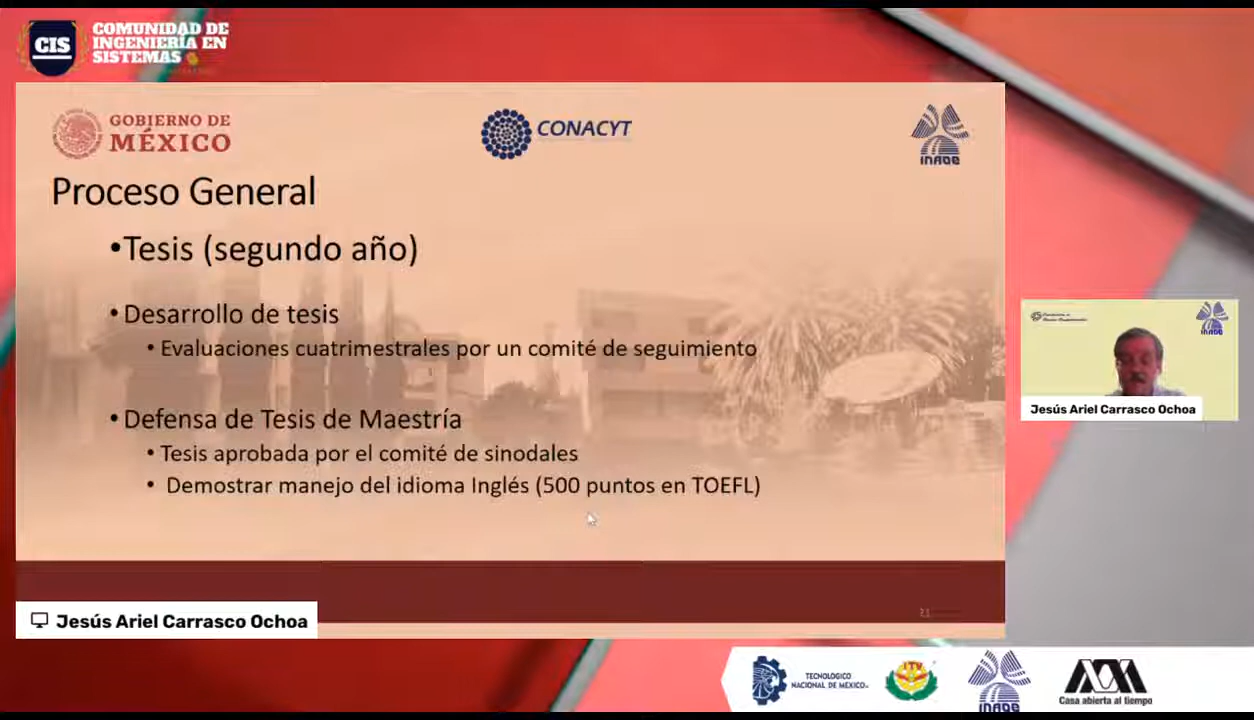 CIS
COMUNIDAD DE
INGENIERÍA EN
SISTEMAS
GOBIERNO DE
MÉXICO
CONACYT
INAOE
Proceso General
•Tesis (segundo año)
• Desarrollo de tesis
• Evaluaciones cuatrimestrales por un comité de seguimiento
• Defensa de Tesis de Maestría
• Tesis aprobada por el comité de sinodales
• Demostrar manejo del idioma Inglés (500 puntos en TOEFL)
Jesús Ariel Carrasco Ochoa
INAOE
Jesús Ariel Carrasco Ochoa
TECNOLÓGICO
NACIONAL DE MÉXICO
ITV
INAOE
Casa abierta al tiempo